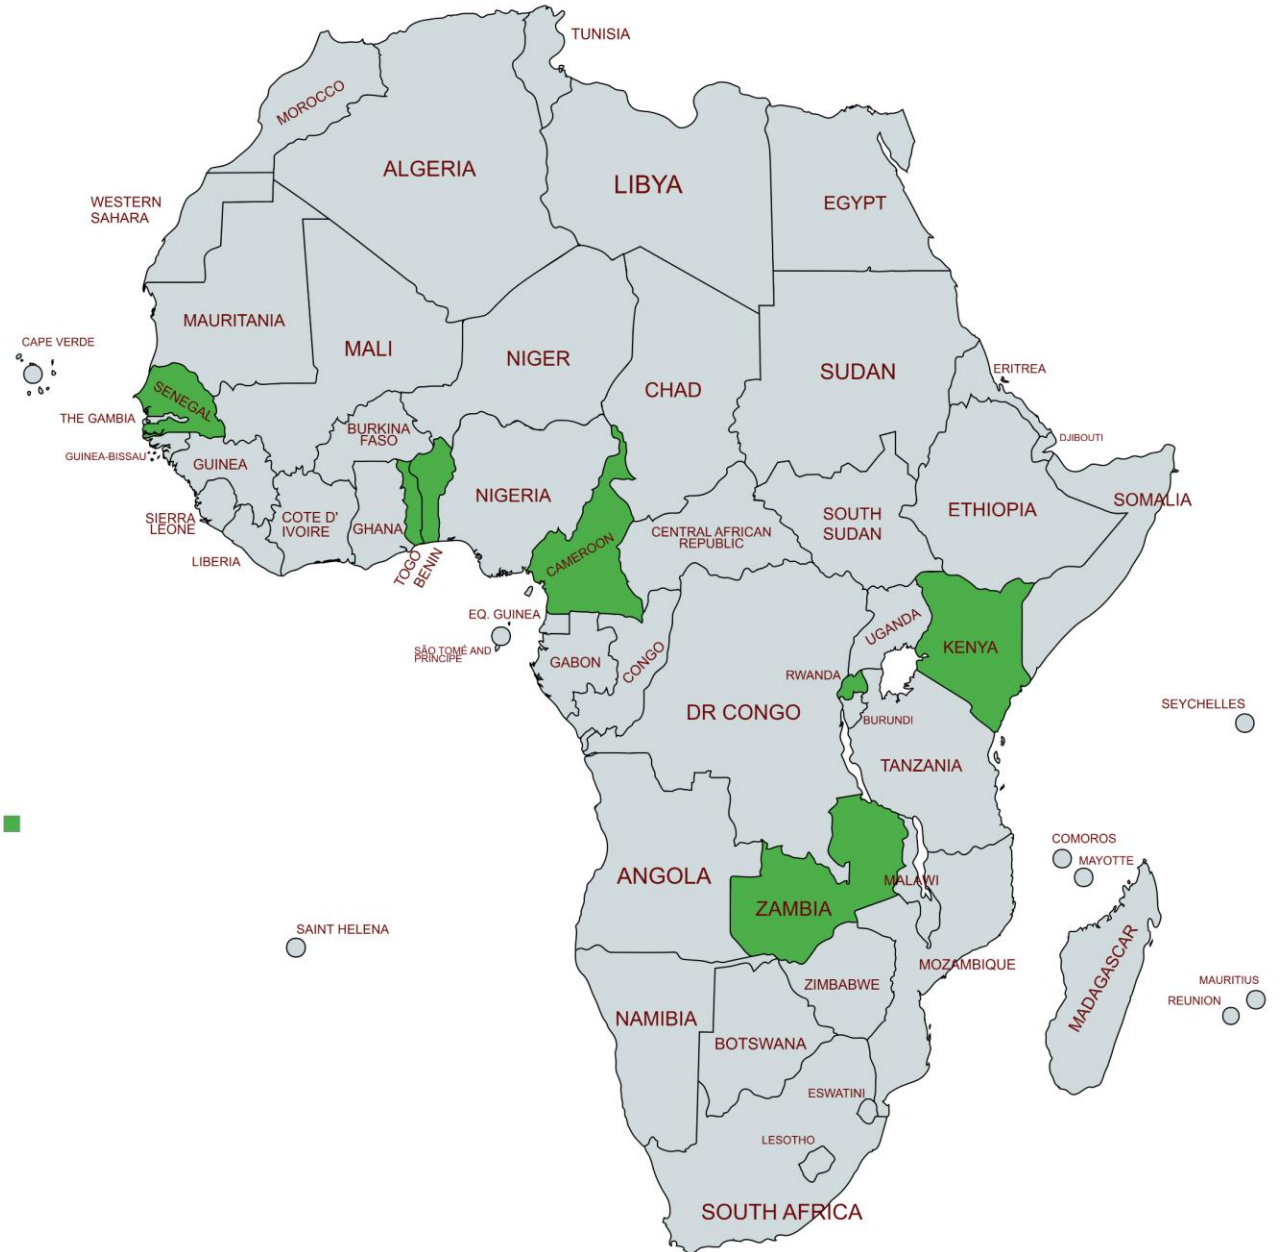 TUNISIA
MOROCCO
ALGERIA
LIBYA
EGYPT
WESTERN
SAHARA
MAURITANIA
MALI
NIGER
CHAD
SUDAN
ERITREA
CAPE VERDE
SENEGAL
THE GAMBIA
BURKINA
FASO
DJIBOUTI
GUINEA-BISSAU
GUINEA
NIGERIA
SOMALIA
ETHIOPIA
SIERRA
LEONE
COTE D'
IVOIRE
GHANA
CENTRAL AFRICAN
REPUBLIC
SOUTH
SUDAN
LIBERIA
TOGO
BENIN
CAMEROON
EQ. GUINEA
UGANDA
KENYA
SÃO TOMÉ AND
PRINCIPE
GABON
CONGO
RWANDA
DR CONGO
BURUNDI
SEYCHELLES
TANZANIA
COMOROS
MAYOTTE
ANGOLA
MALAWI
ZAMBIA
SAINT HELENA
MOZAMBIQUE
MADAGASCAR
ZIMBABWE
MAURITIUS
REUNION
NAMIBIA
BOTSWANA
ESWATINI
LESOTHO
SOUTH AFRICA